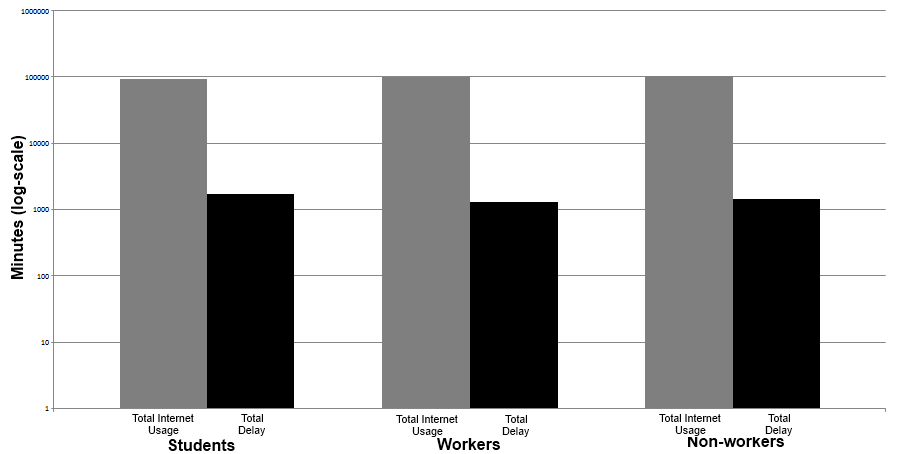 1000000
100000
10000
1000
100
10
1
Minutes (log-scale)
Total Internet
Usage
Total
Delay
Students
Total Internet
Usage
Total
Delay
Workers
Total Internet
Usage
Total
Delay
Non-workers